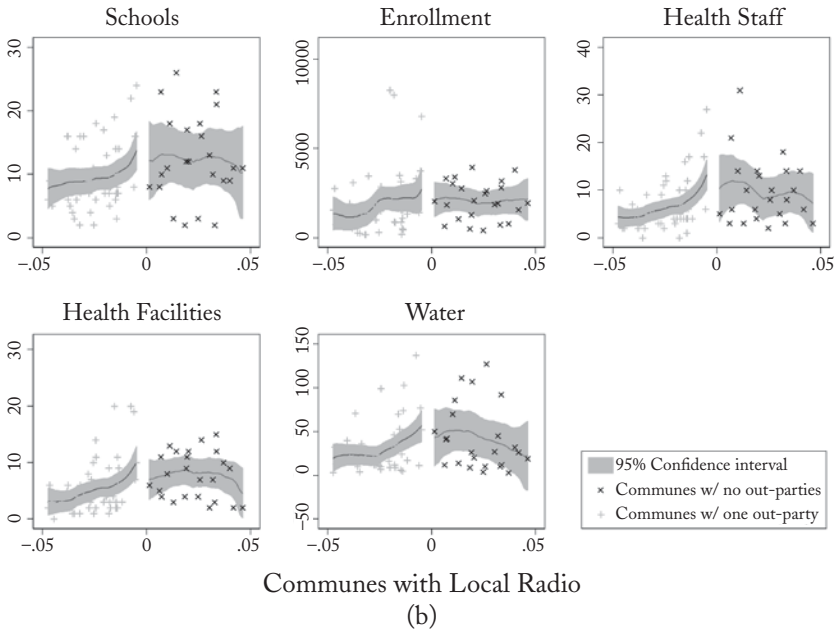 Schools
30
20
10
0
−.05 0 .05
Enrollment
10000
5000
0
−.05 0 .05
Health Staff
40
30
20
10
0
−.05 0 0.05
Health Facilities
30
20
10
0
−.05 0 .05
Water
150
100
50
0
−50
−.05 0 .05
95% Confidence interval
Communes w/ no out-parties
Communes w/ one out-party
Communes with Local Radio
(b)